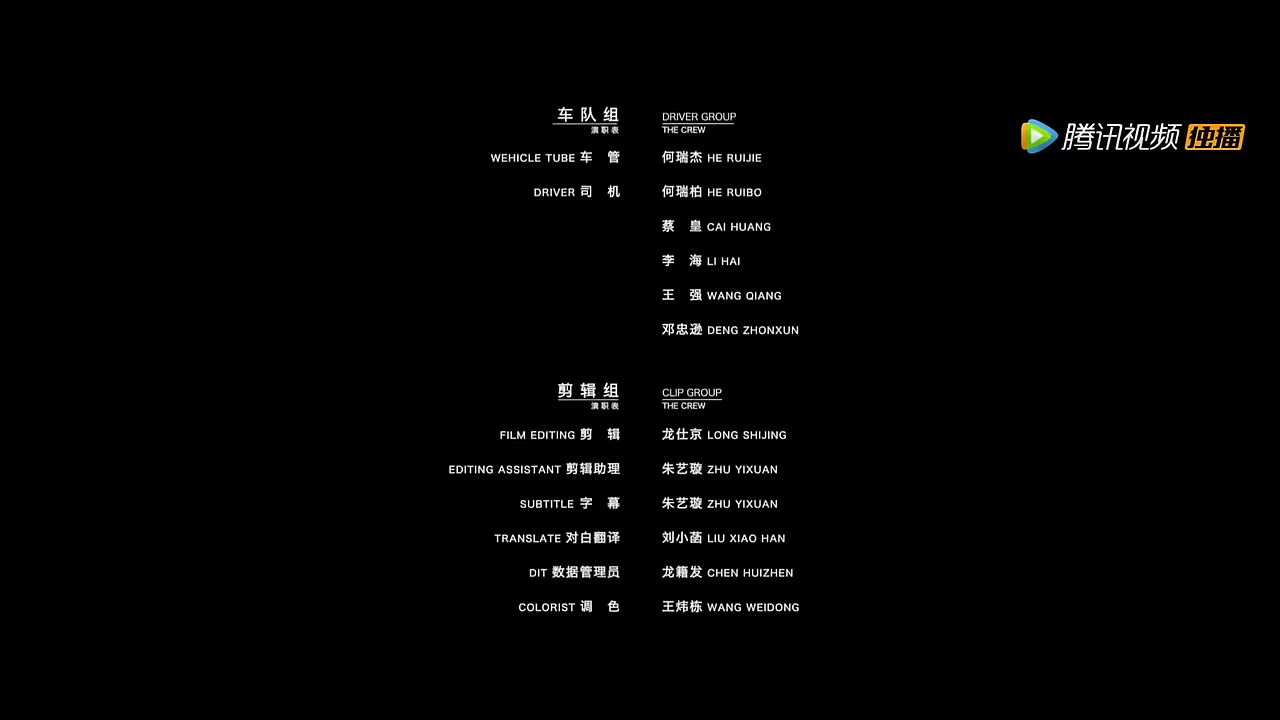 车队组 DRIVER GROUP
演职表 THE CREW
WEHICLE TUBE 车 管 何瑞杰 HE RUIJIE
DRIVER 司 机 何瑞柏 HE RUIBO
蔡 皇 CAI HUANG
李 海 LI HAI
王 强 WANG QIANG
邓忠逊 DENG ZHONXUN
腾讯视频 独播
剪辑组 CLIP GROUP
演职表 THE CREW
FILM EDITING 剪 辑 龙仕京 LONG SHIJING
EDITING ASSISTANT 剪辑助理 朱艺璇 ZHU YIXUAN
SUBTITLE 字 幕 朱艺璇 ZHU YIXUAN
TRANSLATE 对白翻译 刘小菡 LIU XIAO HAN
DIT 数据管理员 龙籍发 CHEN HUIZHEN
COLORIST 调 色 王炜栋 WANG WEIDONG